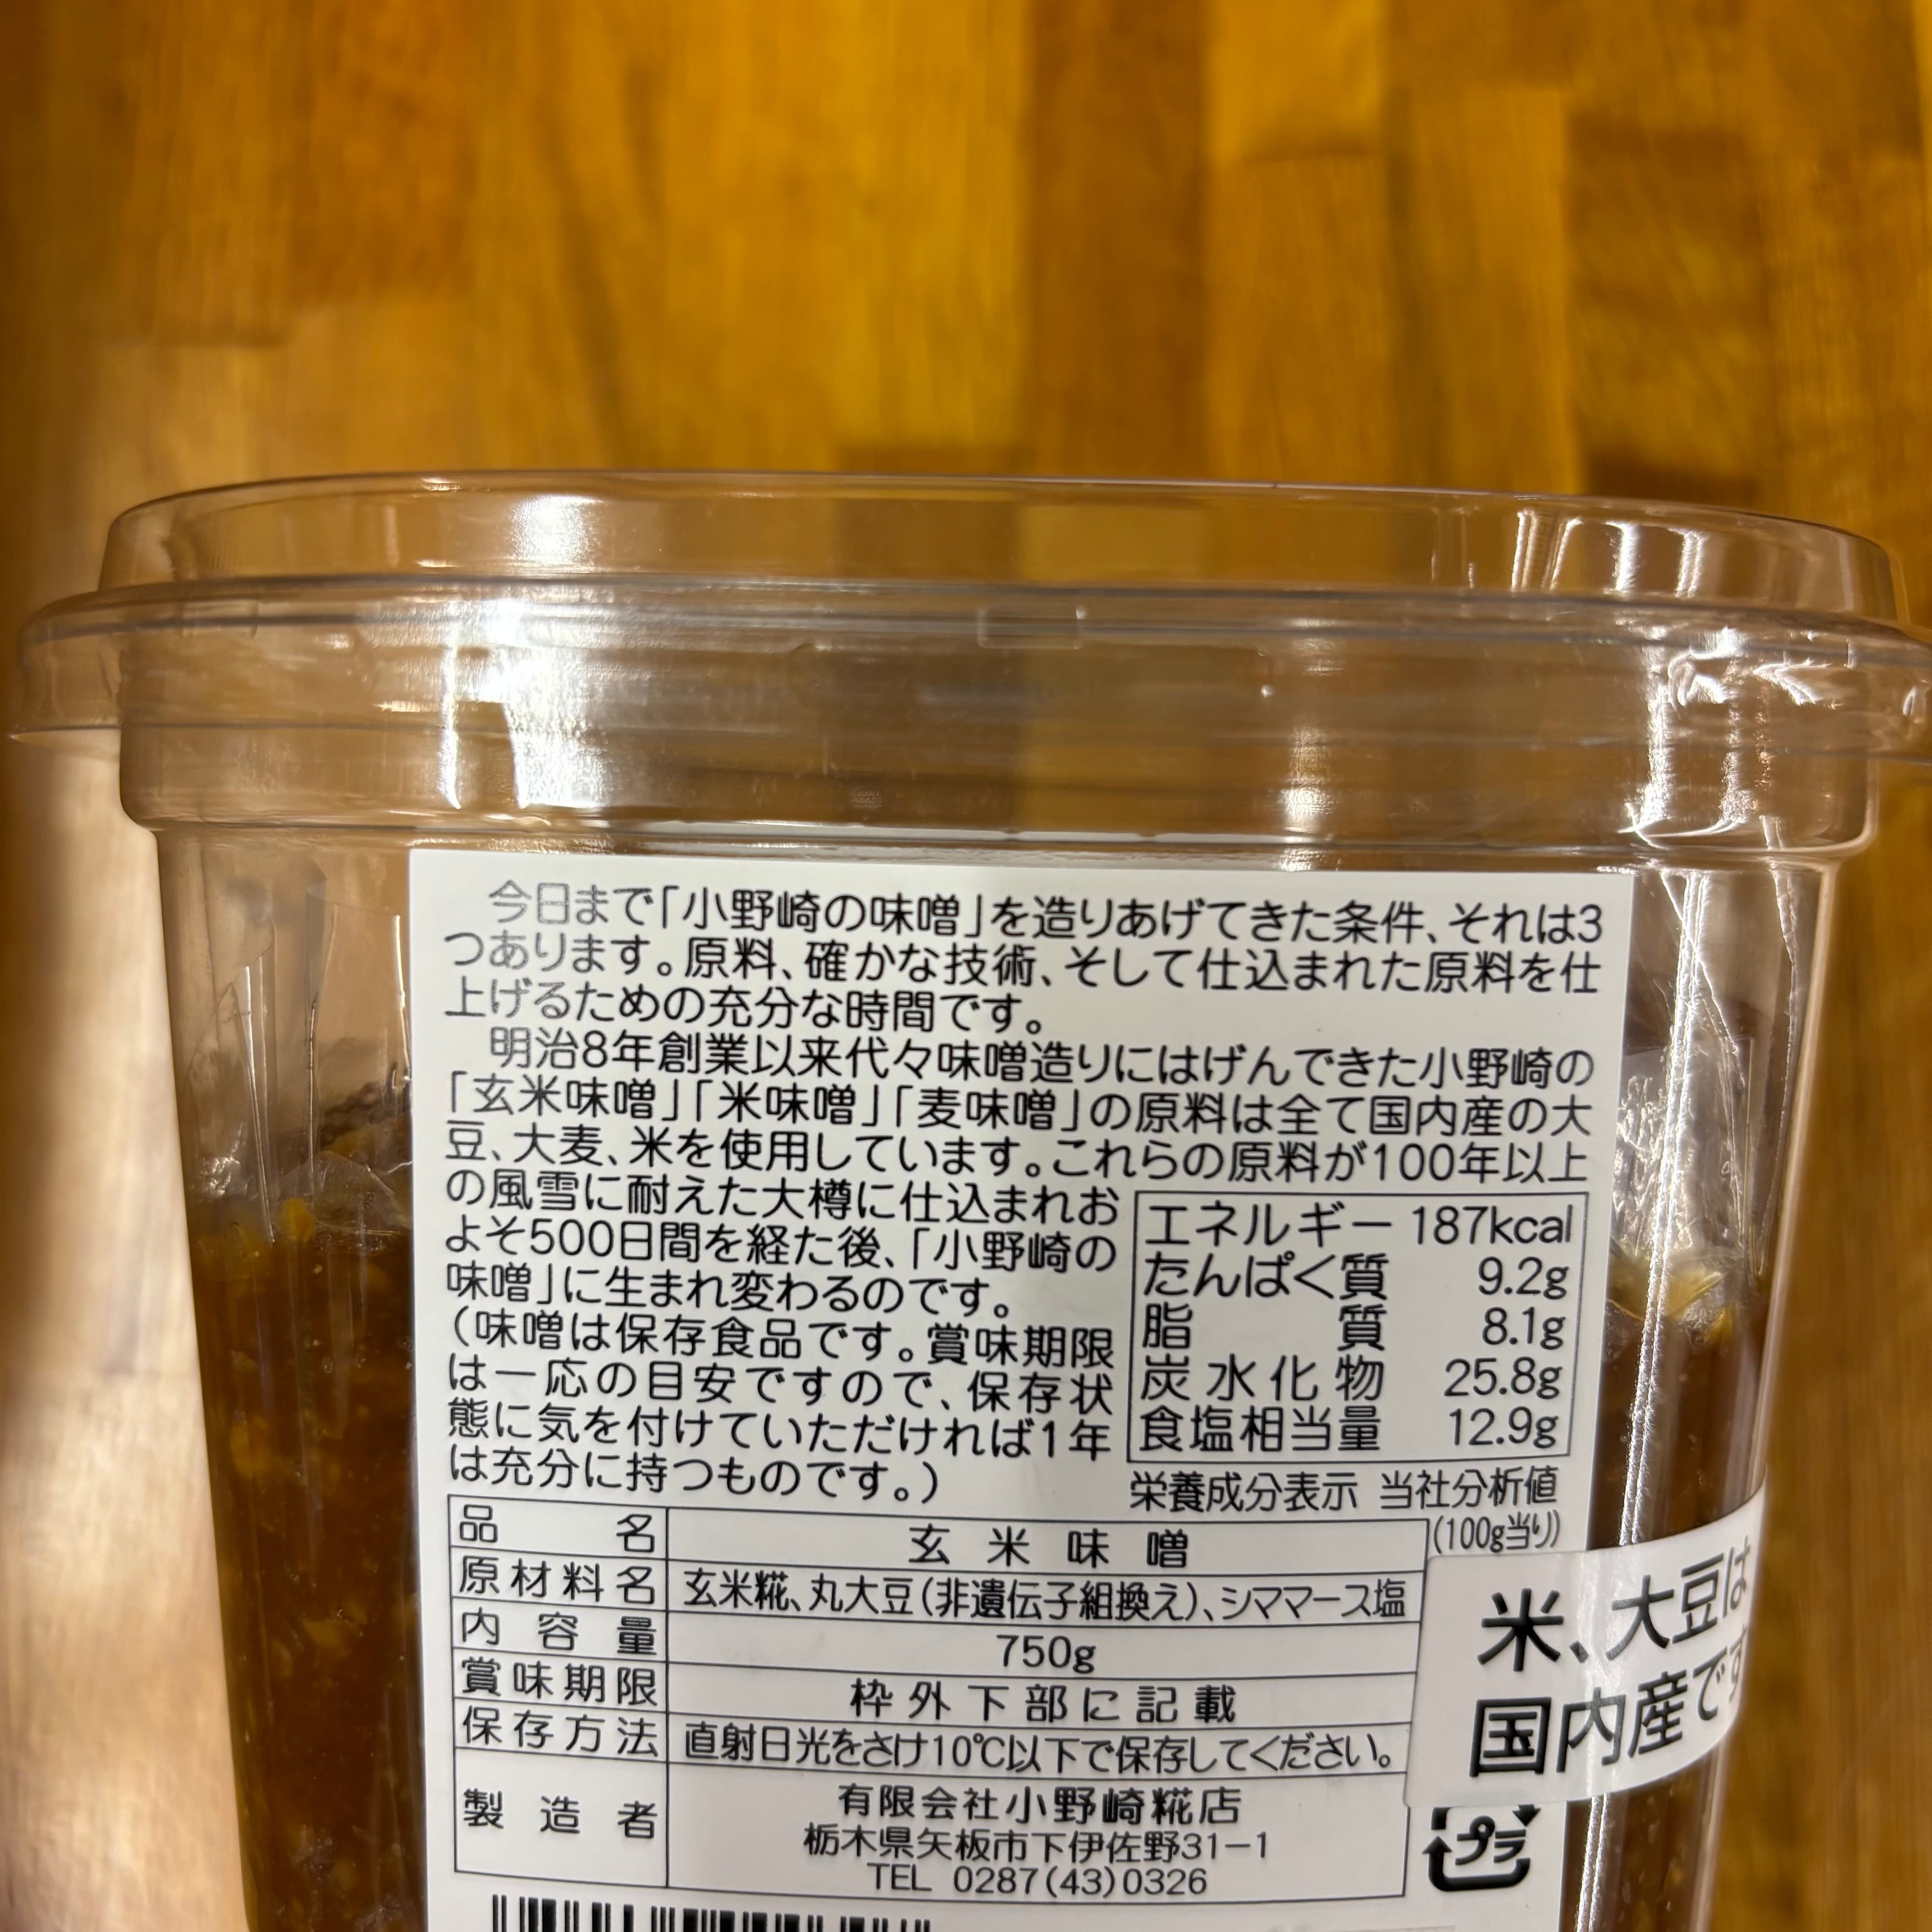 今日まで「小野崎の味噌」を造りあげてきた条件、それは3
つあります。原料、確かな技術、そして仕込まれた原料を仕
上げるための充分な時間です。
明治8年創業以来代々味噌造りにはげんできた小野崎の
「玄米味噌」「米味噌」「麦味噌」の原料は全て国内産の大
豆、大麦、米を使用しています。これらの原料が100年以上
の風雪に耐えた大樽に仕込まれお
よそ500日間を経た後、「小野崎の
味噌」に生まれ変わるのです。
（味噌は保存食品です。賞味期限
は一応の目安ですので、保存状
態に気を付けていただければ1年
は充分に持つものです。）
エネルギー 187kcal
たんぱく質 9.2g
脂質 8.1g
炭水化物 25.8g
食塩相当量 12.9g
栄養成分表示 当社分析値
(100g当り)
品名 玄米味噌
原材料名 玄米糀、丸大豆(非遺伝子組換え)、シママース塩
内容量 750g
賞味期限 枠外下部に記載
保存方法 直射日光をさけ10℃以下で保存してください。
製造者 有限会社小野崎糀店
栃木県矢板市下伊佐野31－1
TEL 0287(43)0326
米、大豆は
国内産です
プラ